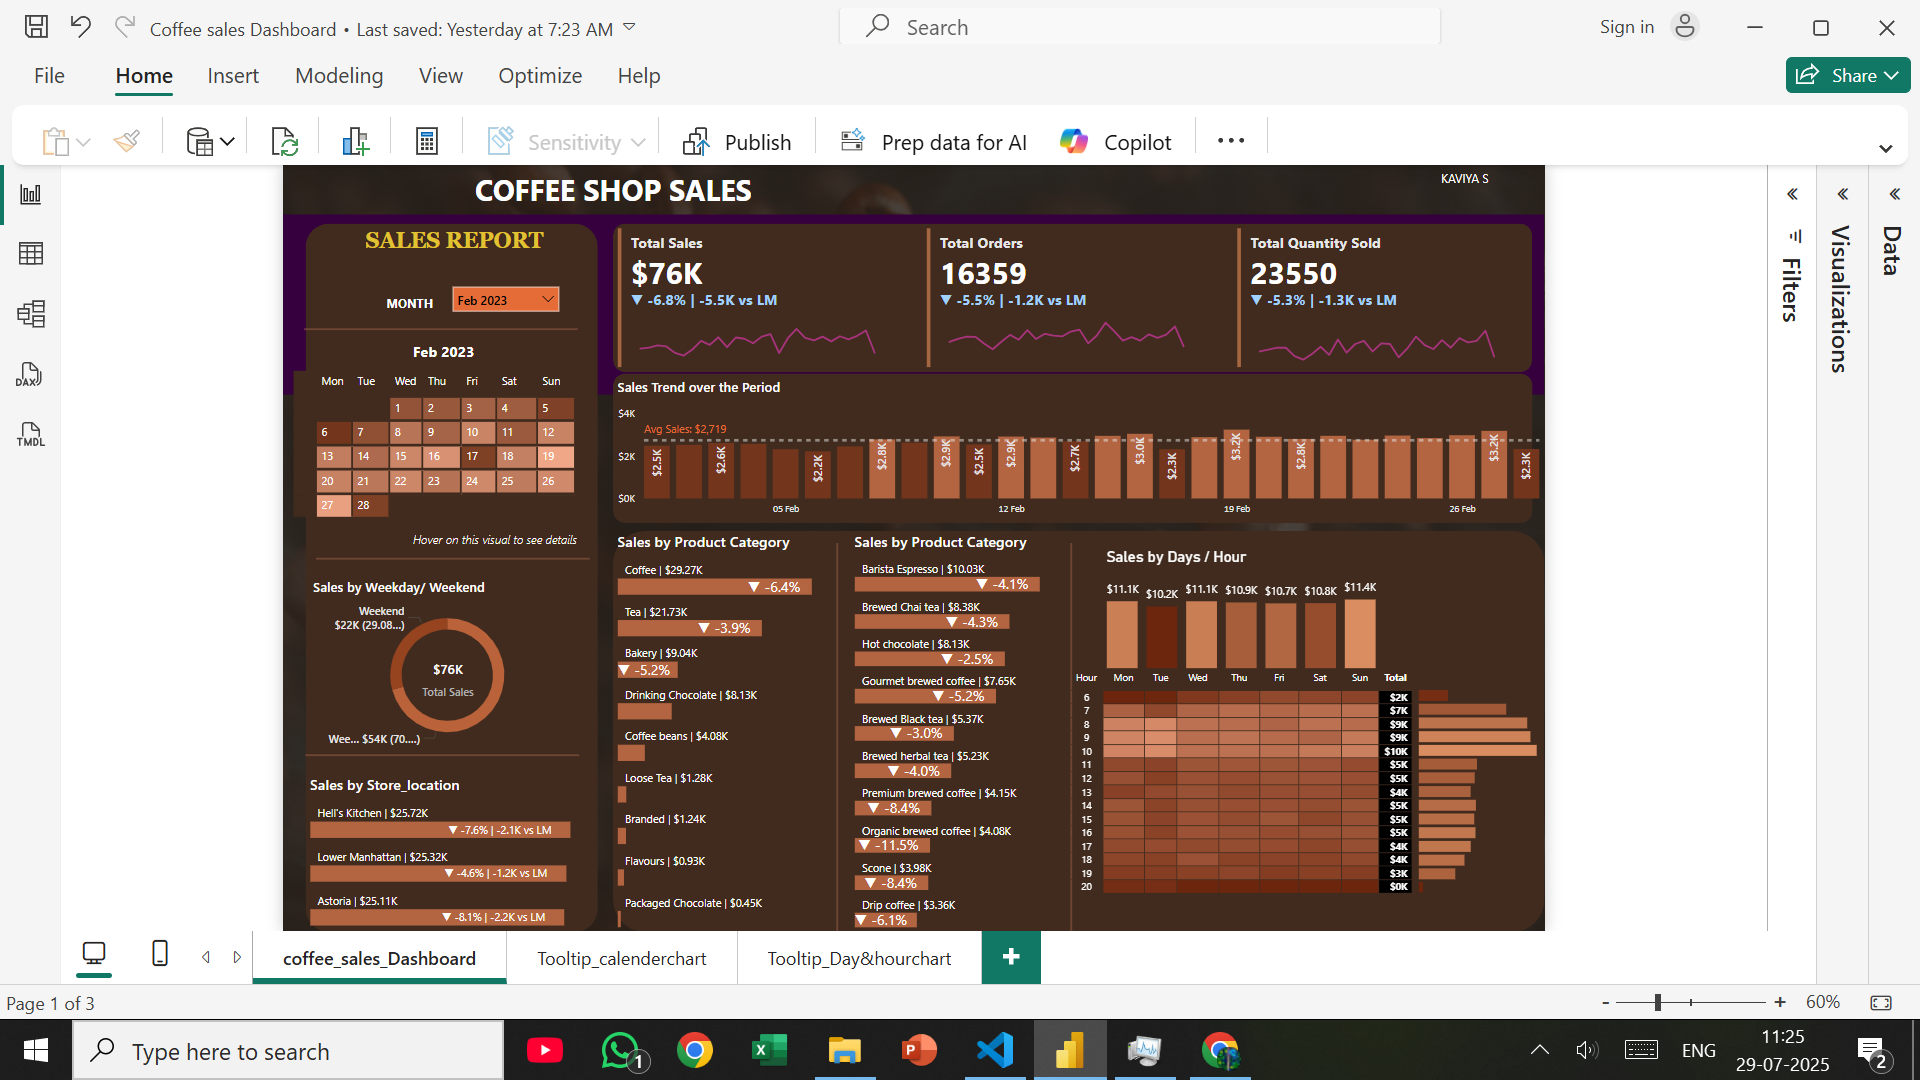 Coffee sales Dashboard • Last saved: Yesterday at 7:23 AM
Search
Sign in
File Home Insert Modeling View Optimize Help
Share
Sensitivity
Publish
Prep data for AI
Copilot
COFFEE SHOP SALES
KAVIYA S
SALES REPORT
MONTH
Feb 2023
Feb 2023
Mon Tue Wed Thu Fri Sat Sun
1 2 3 4 5
6 7 8 9 10 11 12
13 14 15 16 17 18 19
20 21 22 23 24 25 26
27 28
Hover on this visual to see details
Sales by Weekday/ Weekend
Weekend
$22K (29.08...)
$76K
Total Sales
Wee... $54K (70....)
Sales by Store_location
Hell's Kitchen | $25.72K
▼ -7.6% | -2.1K vs LM
Lower Manhattan | $25.32K
▼ -4.6% | -1.2K vs LM
Astoria | $25.11K
▼ -8.1% | -2.2K vs LM
Total Sales
$76K
▼ -6.8% | -5.5K vs LM
Total Orders
16359
▼ -5.5% | -1.2K vs LM
Total Quantity Sold
23550
▼ -5.3% | -1.3K vs LM
Sales Trend over the Period
$4K
$2K
$0K
Avg Sales: $2,719
$2.5K $2.6K $2.2K $2.8K $2.9K $2.5K $2.9K $2.7K $3.0K $2.3K $3.2K $2.8K $3.2K $2.3K
05 Feb 12 Feb 19 Feb 26 Feb
Sales by Product Category
Coffee | $29.27K
▼ -6.4%
Tea | $21.73K
▼ -3.9%
Bakery | $9.04K
▼ -5.2%
Drinking Chocolate | $8.13K
Coffee beans | $4.08K
Loose Tea | $1.28K
Branded | $1.24K
Flavours | $0.93K
Packaged Chocolate | $0.45K
Sales by Product Category
Barista Espresso | $10.03K
▼ -4.1%
Brewed Chai tea | $8.38K
▼ -4.3%
Hot chocolate | $8.13K
▼ -2.5%
Gourmet brewed coffee | $7.65K
▼ -5.2%
Brewed Black tea | $5.37K
▼ -3.0%
Brewed herbal tea | $5.23K
▼ -4.0%
Premium brewed coffee | $4.15K
▼ -8.4%
Organic brewed coffee | $4.08K
▼ -11.5%
Scone | $3.98K
▼ -8.4%
Drip coffee | $3.36K
▼ -6.1%
Sales by Days / Hour
$11.1K $10.2K $11.1K $10.9K $10.7K $10.8K $11.4K
Hour Mon Tue Wed Thu Fri Sat Sun Total
6 $2K
7 $7K
8 $9K
9 $9K
10 $10K
11 $5K
12 $5K
13 $4K
14 $5K
15 $5K
16 $5K
17 $4K
18 $4K
19 $3K
20 $0K
Filters
Visualizations
Data
DAX
TMDL
coffee_sales_Dashboard
Tooltip_calenderchart
Tooltip_Day&hourchart
Page 1 of 3
60%
Type here to search
1
ENG
11:25
29-07-2025
2